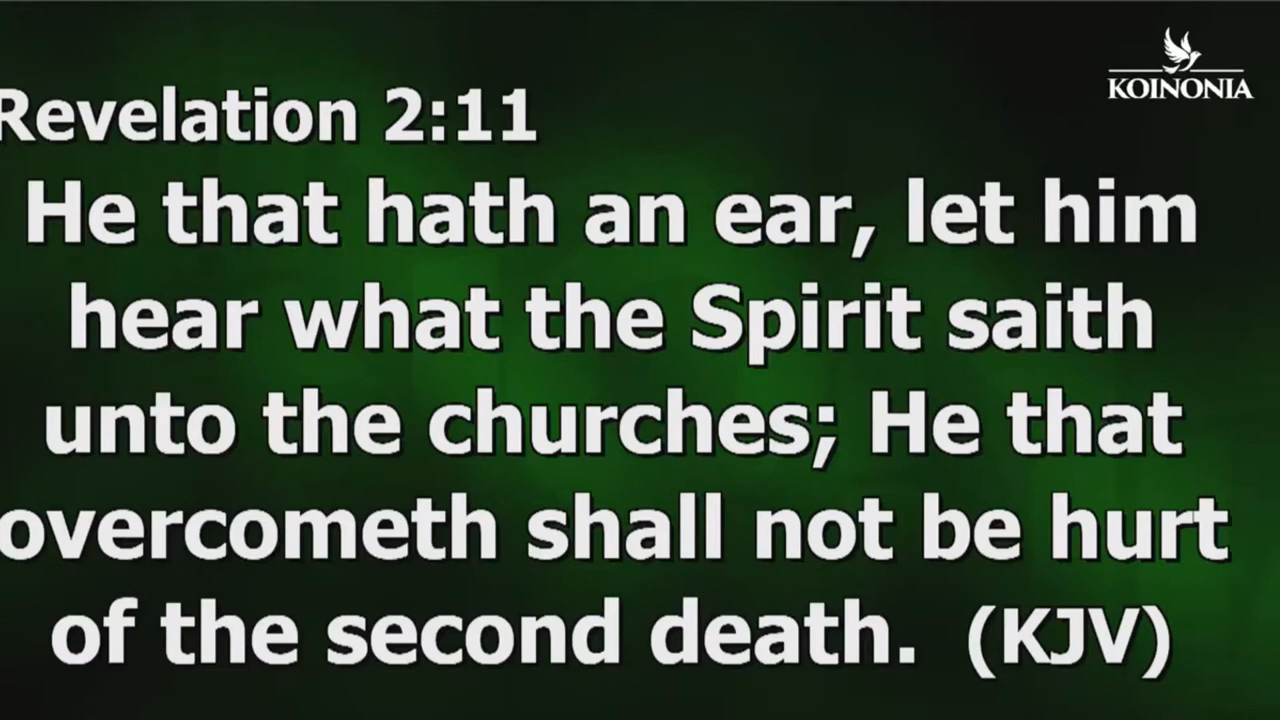 KOINONIA
Revelation 2:11
He that hath an ear, let him
hear what the Spirit saith
unto the churches; He that
overcometh shall not be hurt
of the second death. (KJV)